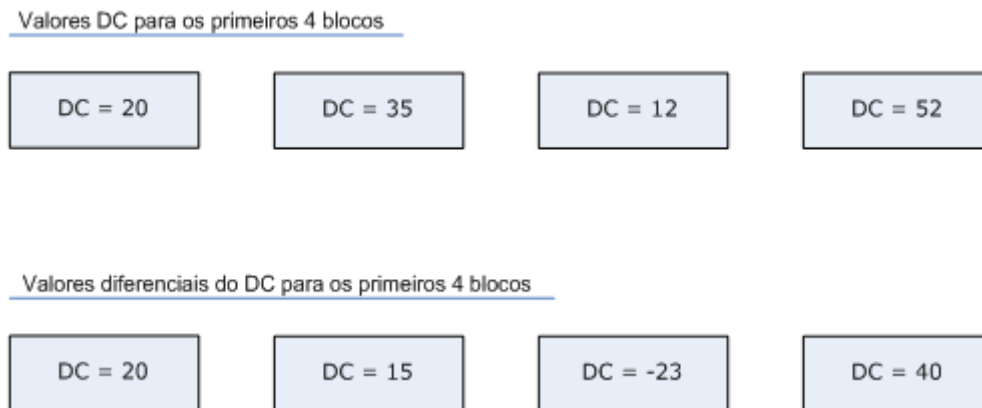 Valores DC para os primeiros 4 blocos
DC = 20 DC = 35 DC = 12 DC = 52
Valores diferenciais do DC para os primeiros 4 blocos
DC = 20 DC = 15 DC = -23 DC = 40